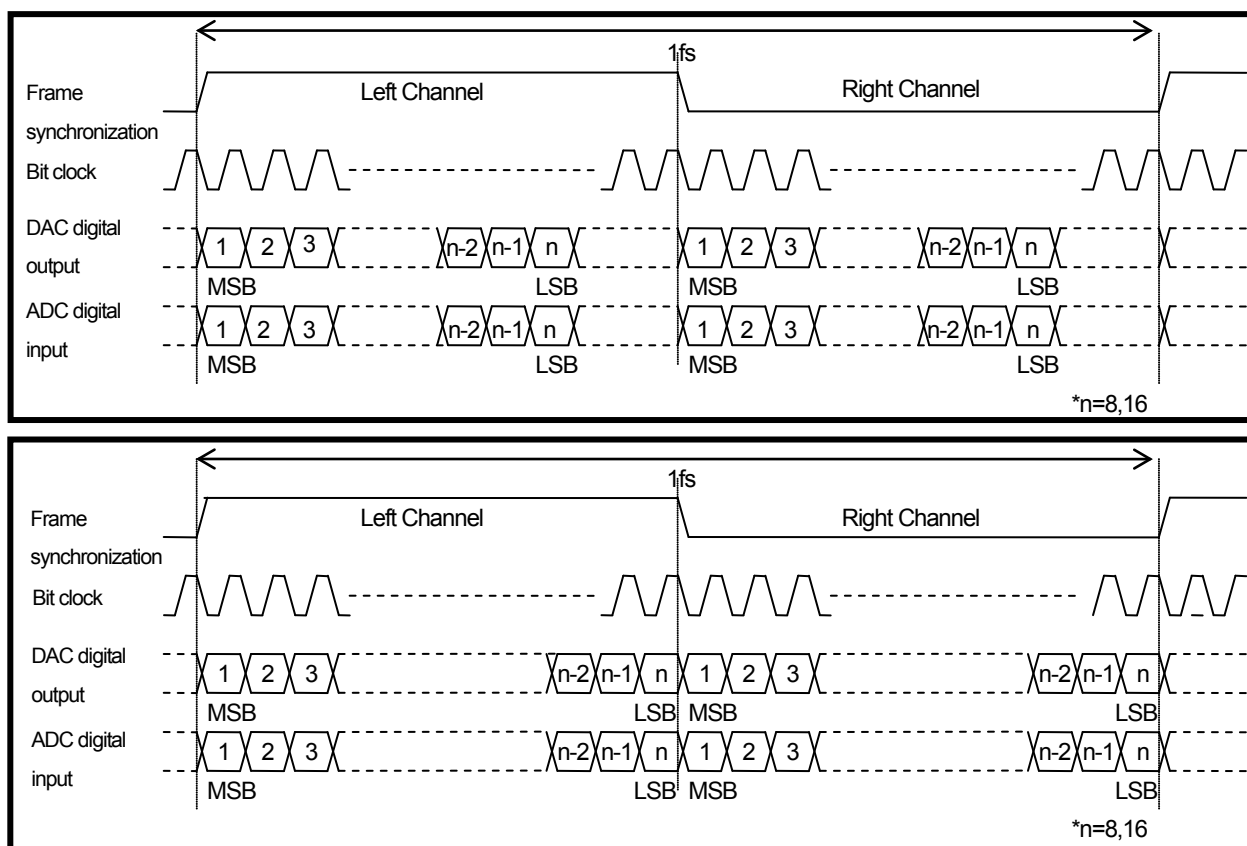 1fs
Left Channel
Right Channel
Frame
synchronization
Bit clock
DAC digital
output
1 2 3 n-2 n-1 n 1 2 3 n-2 n-1 n
MSB LSB MSB LSB
ADC digital
input
1 2 3 n-2 n-1 n 1 2 3 n-2 n-1 n
MSB LSB MSB LSB
*n=8,16
1fs
Left Channel
Right Channel
Frame
synchronization
Bit clock
DAC digital
output
1 2 3 n-2 n-1 n 1 2 3 n-2 n-1 n
MSB LSB MSB LSB
ADC digital
input
1 2 3 n-2 n-1 n 1 2 3 n-2 n-1 n
MSB LSB MSB LSB
*n=8,16